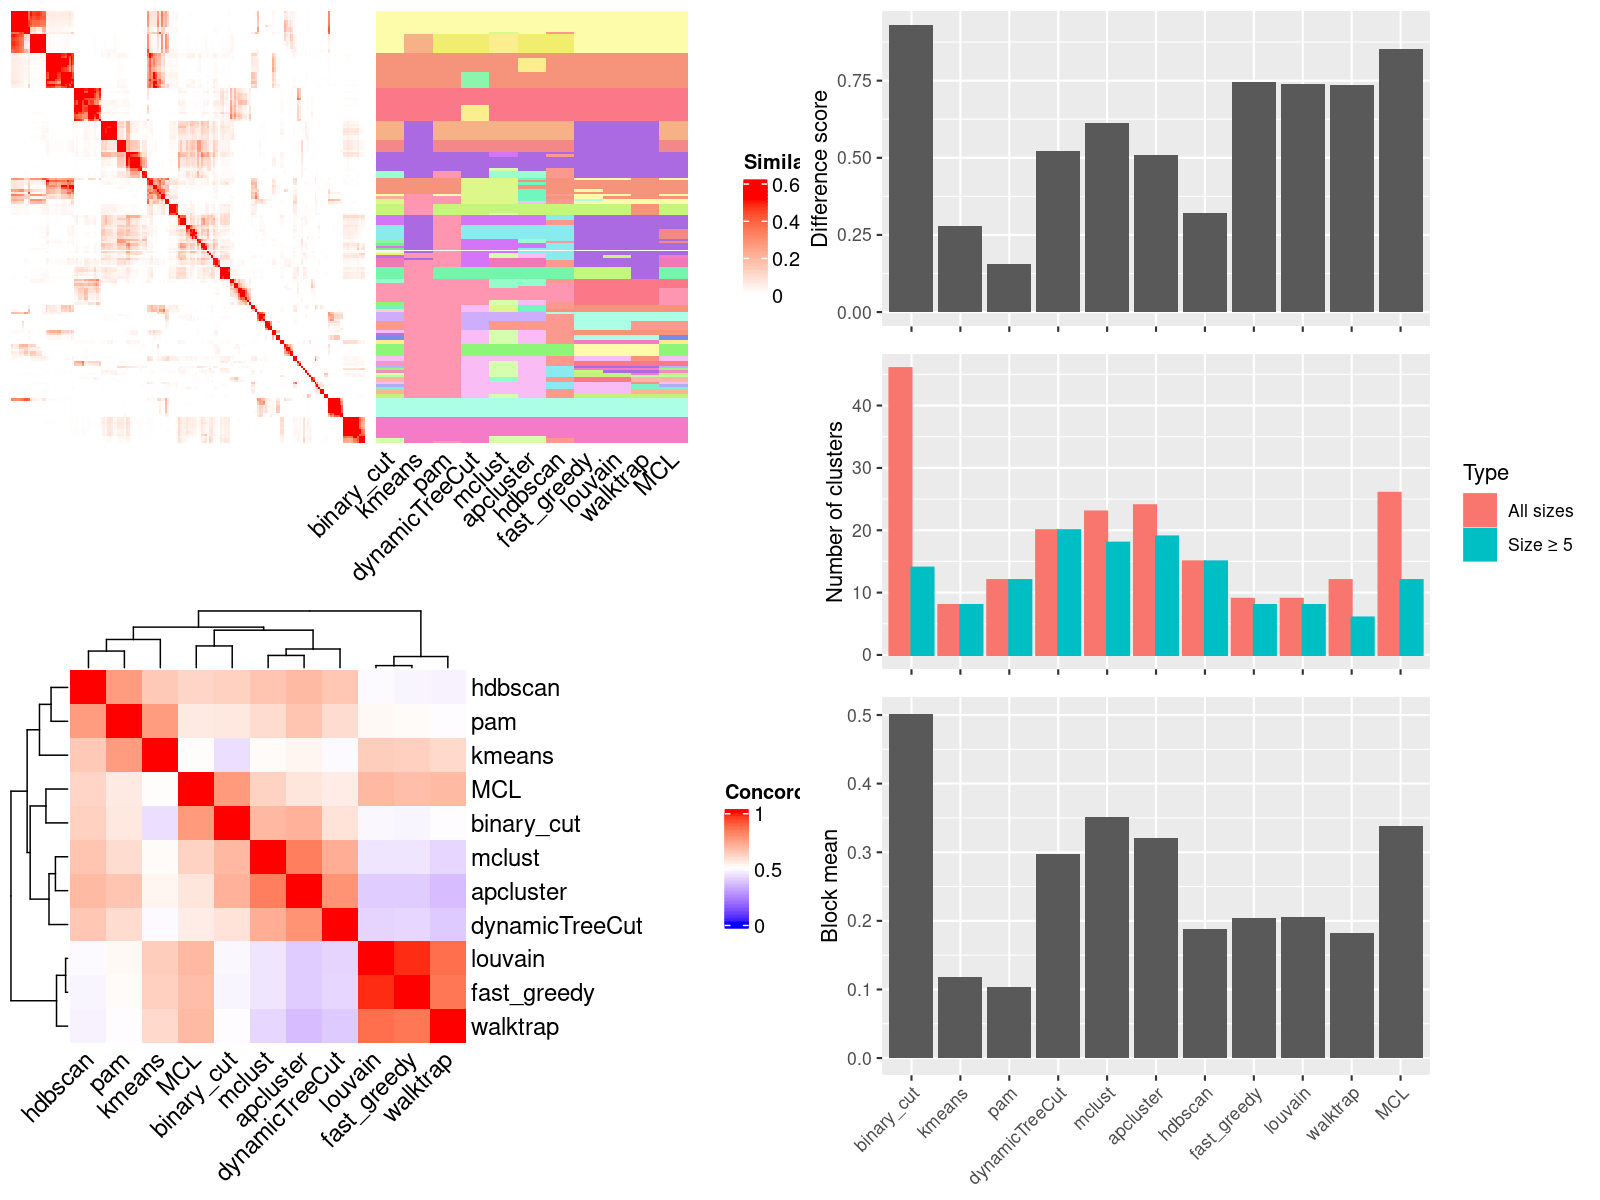 Simila
0.6
0.4
0.2
0
binary_cut
kmeans
pam
dynamicTreeCut
mclust
apcluster
hdbscan
fast_greedy
louvain
walktrap
MCL
Difference score
0.75
0.50
0.25
0.00
Number of clusters
40
30
20
10
0
Type
All sizes
Size ≥ 5
hdbscan
pam
kmeans
MCL
binary_cut
mclust
apcluster
dynamicTreeCut
louvain
fast_greedy
walktrap
hdbscan
pam
kmeans
MCL
binary_cut
mclust
apcluster
dynamicTreeCut
louvain
fast_greedy
walktrap
Concorc
1
0.5
0
Block mean
0.5
0.4
0.3
0.2
0.1
0.0
binary_cut
kmeans
pam
dynamicTreeCut
mclust
apcluster
hdbscan
fast_greedy
louvain
walktrap
MCL